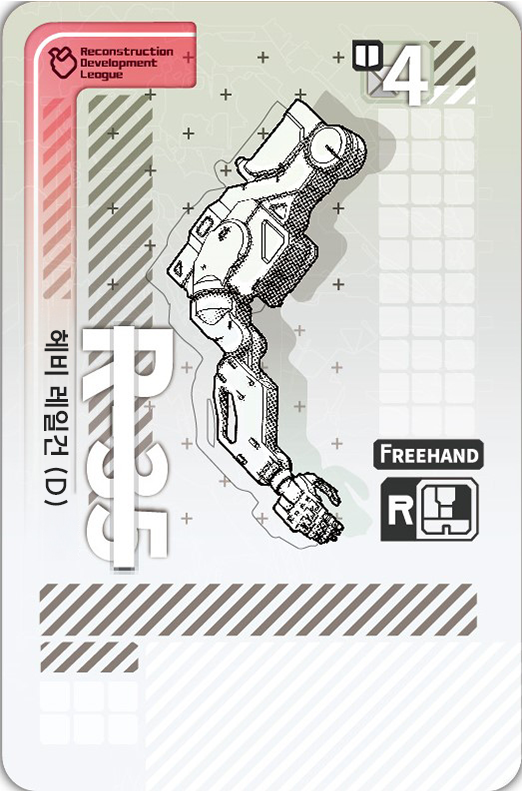 Reconstruction
Development
League
4
R-35
헤비 레일건 (D)
FREEHAND
R